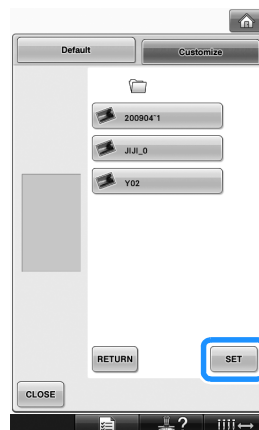 Default Customize
200904~1
JIJI_0
Y02
RETURN SET
CLOSE
?